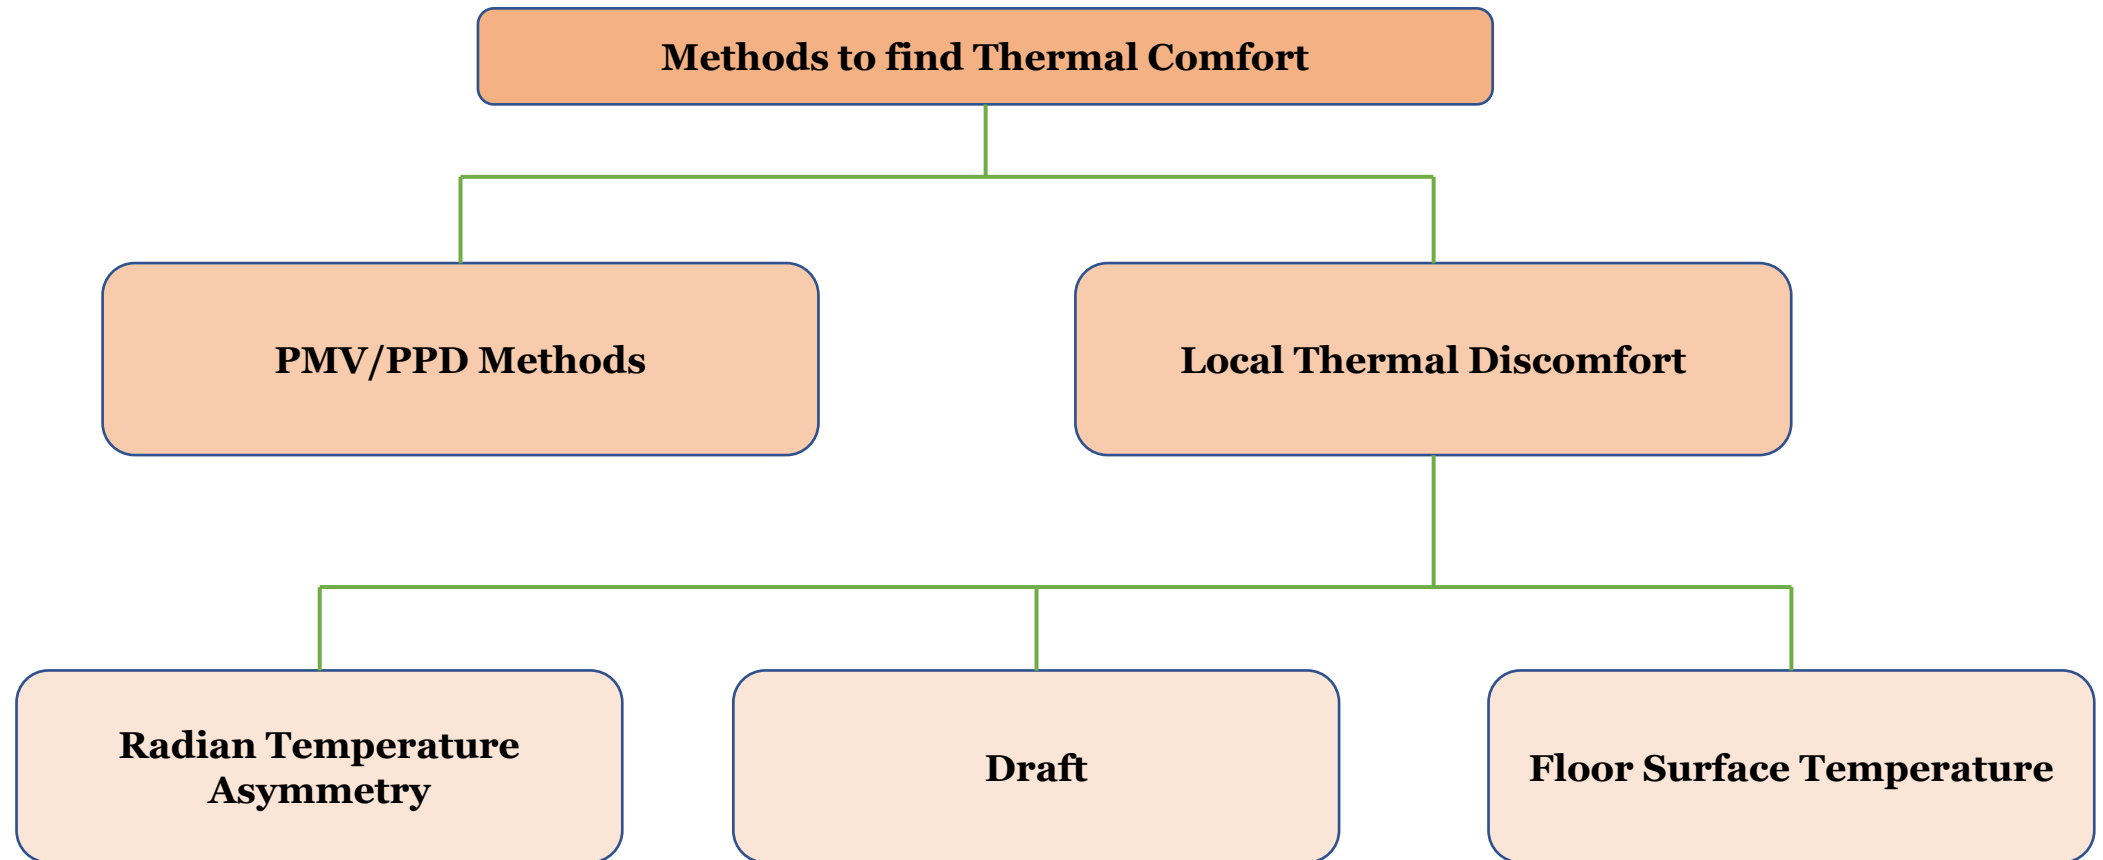 Methods to find Thermal Comfort
PMV/PPD Methods
Local Thermal Discomfort
Radian Temperature
Asymmetry
Draft
Floor Surface Temperature